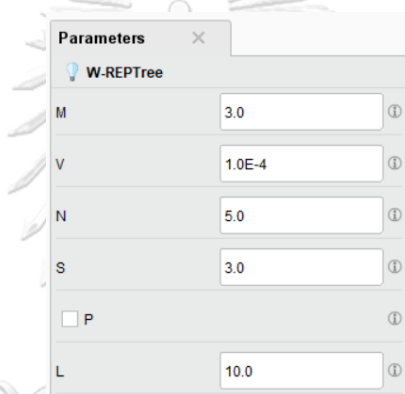 Parameters
W-REPTree
M 3.0
V 1.0E-4
N 5.0
S 3.0
P
L 10.0